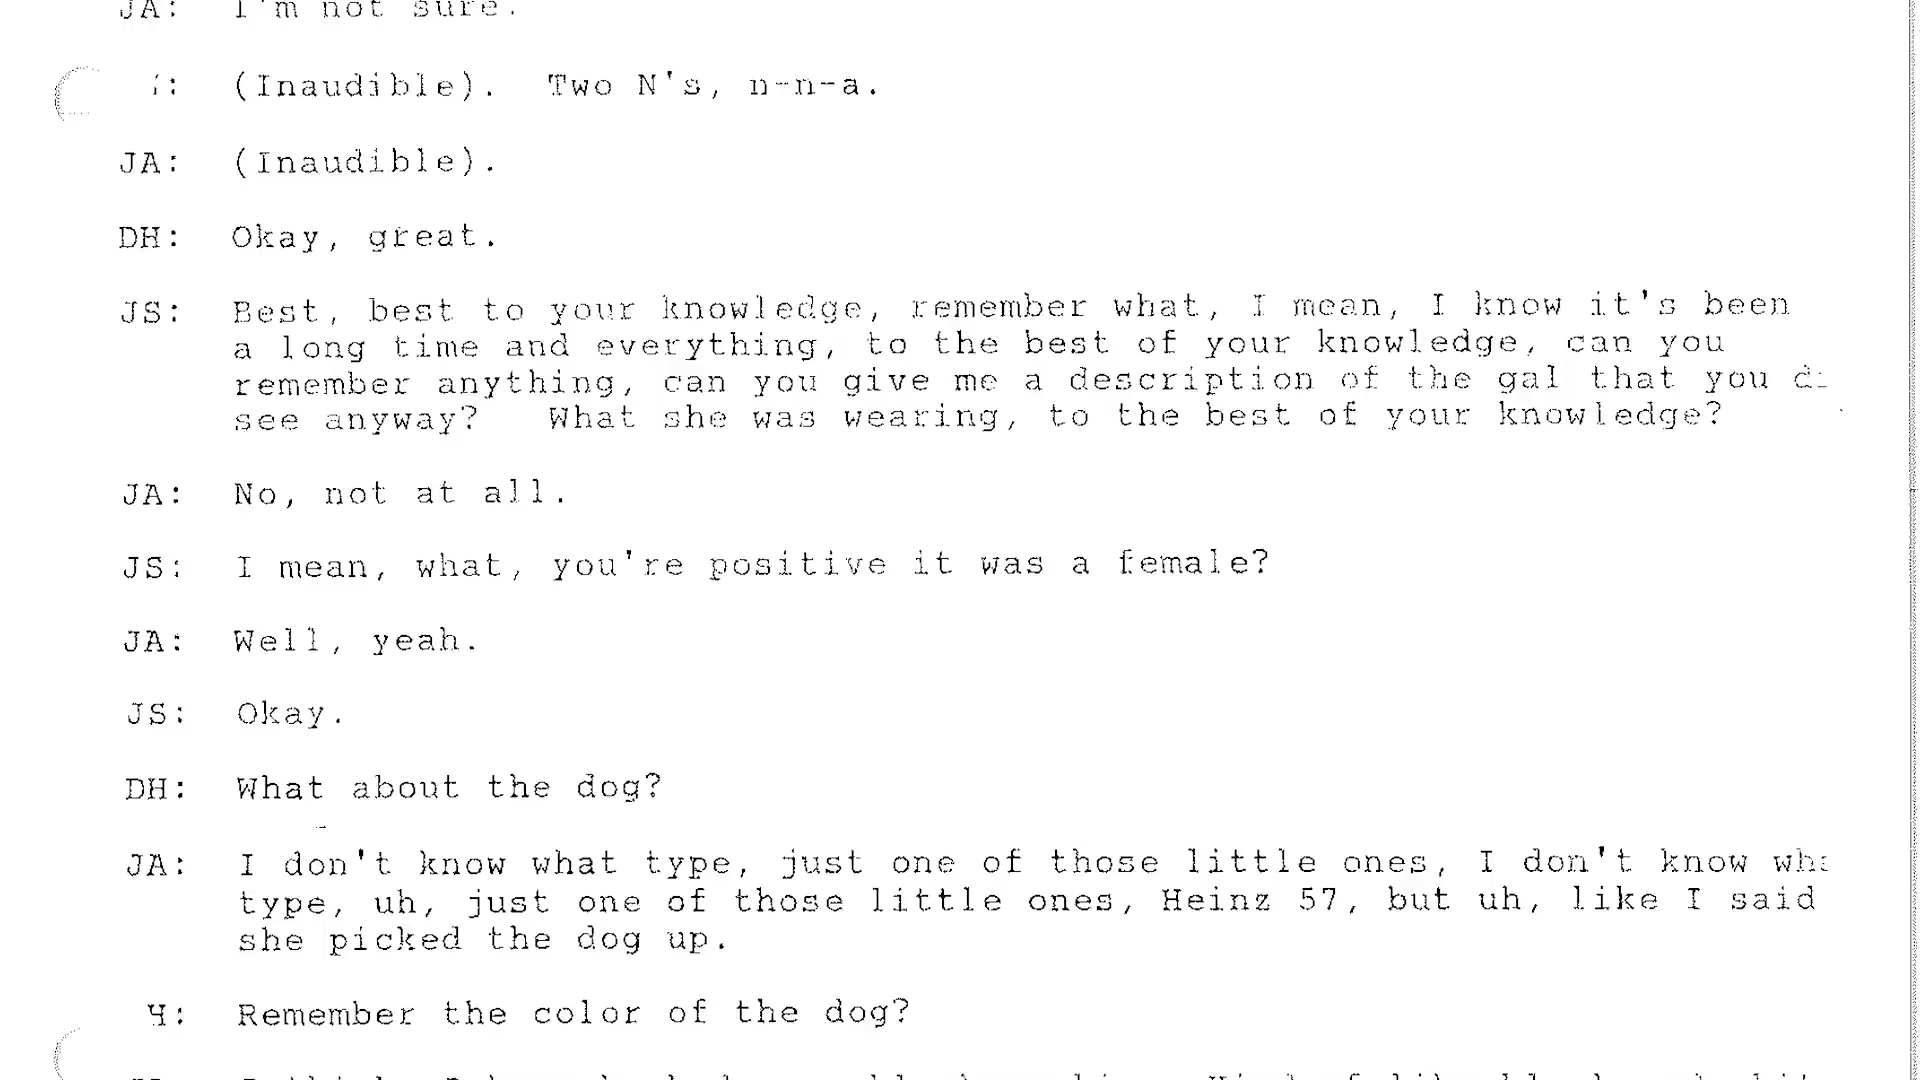 JA: I'm not sure.
: (Inaudible). Two N's, n-n-a.
JA: (Inaudible).
DH: Okay, great.
JS: Best, best to your knowledge, remember what, I mean, I know it's been
a long time and everything, to the best of your knowledge, can you
remember anything, can you give me a description of the gal that you
see anyway? What she was wearing, to the best of your knowledge?
JA: No, not at all.
JS: I mean, what, you're positive it was a female?
JA: Well, yeah.
JS: Okay.
DH: What about the dog?
JA: I don't know what type, just one of those little ones, I don't know
type, uh, just one of those little ones, Heinz 57, but uh, like I said
she picked the dog up.
H: Remember the color of the dog?